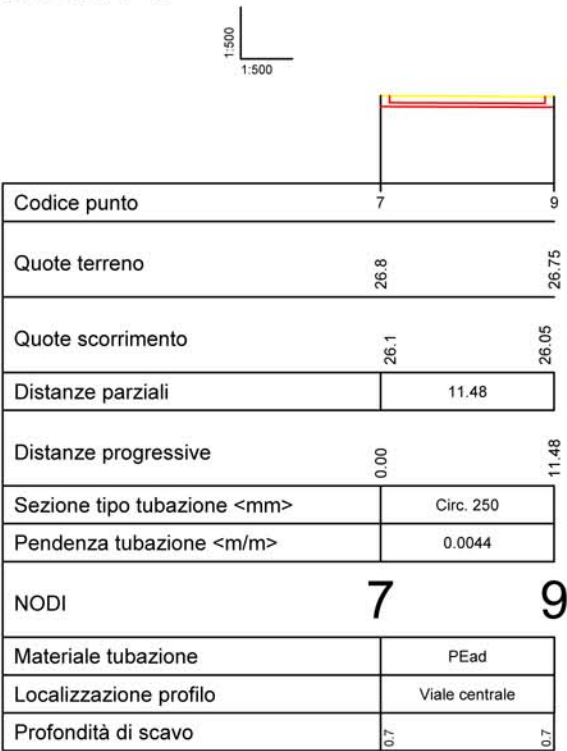 1:500
1:500
Codice punto 7 9
Quote terreno 26.8 26.75
Quote scorrimento 26.1 26.05
Distanze parziali 11.48
Distanze progressive 0.00 11.48
Sezione tipo tubazione <mm> Circ. 250
Pendenza tubazione <m/m> 0.0044
NODI 7 9
Materiale tubazione PEad
Localizzazione profilo Viale centrale
Profondità di scavo 0.7 0.7